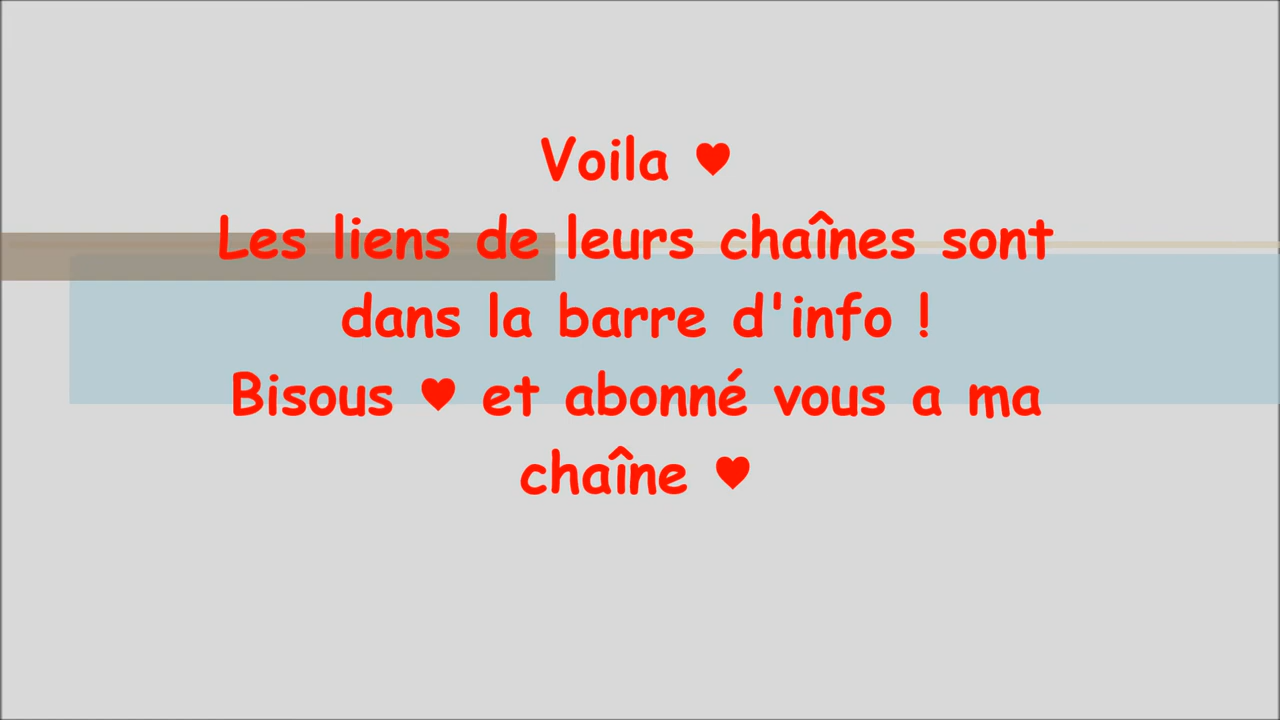 Voila ♥
Les liens de leurs chaînes sont
dans la barre d'info !
Bisous ♥ et abonné vous a ma
chaîne ♥